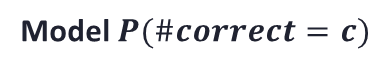 Model P(#correct = c)